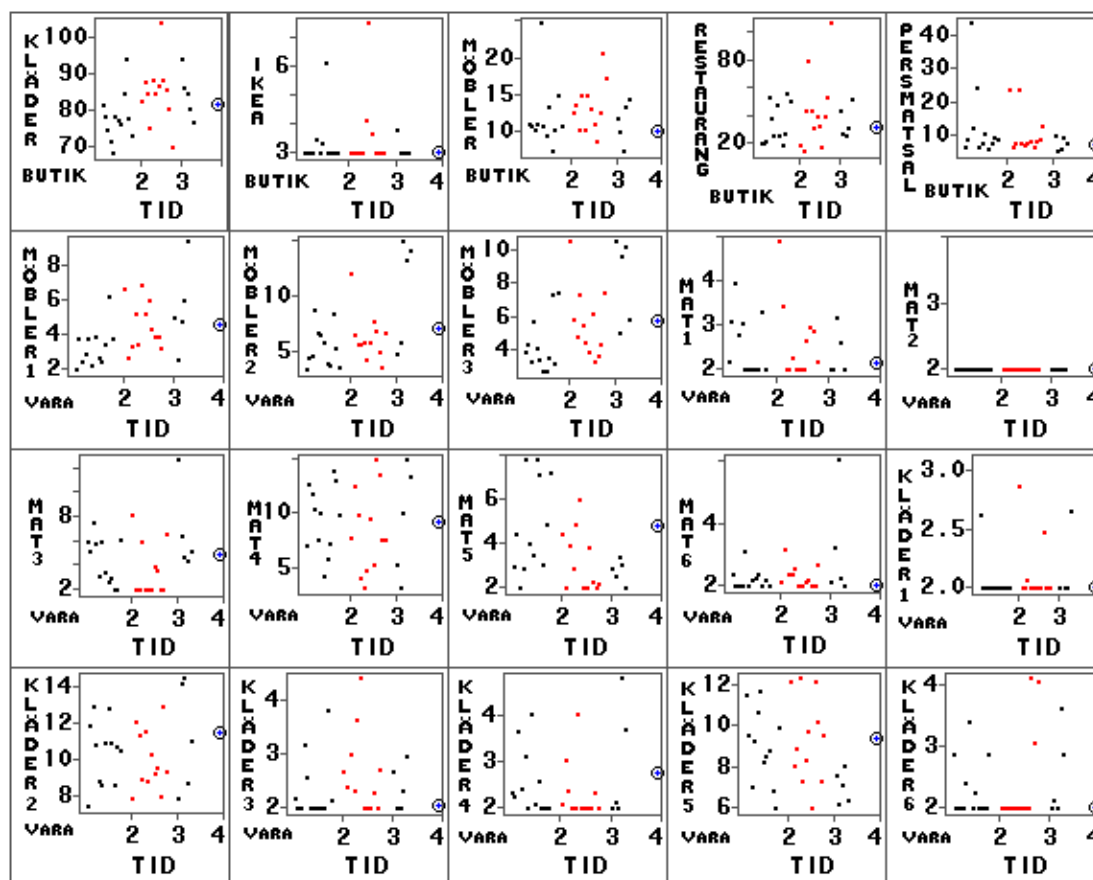 KLÄDER 100 90 80 70 BUTIK 2 3 TID
IKEA 6 3 BUTIK 2 3 4 TID
MÖBLER 20 15 10 BUTIK 2 3 4 TID
RESTAURANG 80 20 BUTIK 2 3 4 TID
PERSMATSAL 40 30 20 10 BUTIK 2 3 4 TID
MÖBLER1 8 6 4 2 VARA 2 3 4 TID
MÖBLER2 10 5 VARA 2 3 4 TID
MÖBLER3 10 8 6 4 VARA 2 3 4 TID
MAT1 4 3 2 VARA 2 3 4 TID
MAT2 3 2 VARA 2 3 4 TID
MAT3 8 2 VARA 2 3 4 TID
MAT4 10 5 VARA 2 3 4 TID
MAT5 6 4 2 VARA 2 3 4 TID
MAT6 4 2 VARA 2 3 4 TID
KLÄDER1 3.0 2.5 2.0 VARA 2 3 TID
KLÄDER2 14 12 10 8 VARA 2 3 4 TID
KLÄDER3 4 3 2 VARA 2 3 4 TID
KLÄDER4 4 3 2 VARA 2 3 4 TID
KLÄDER5 12 10 8 6 VARA 2 3 4 TID
KLÄDER6 4 3 2 VARA 2 3 4 TID